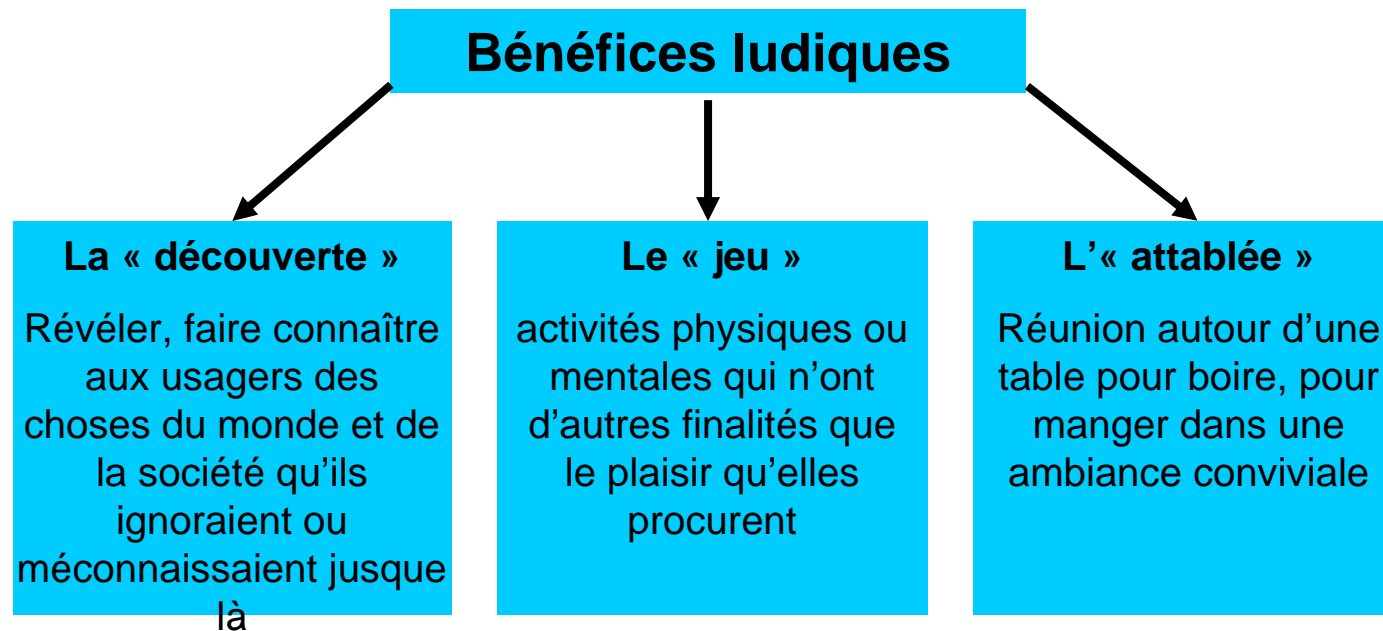 Bénéfices ludiques
La « découverte »
Révéler, faire connaître
aux usagers des
choses du monde et de
la société qu’ils
ignoraient ou
méconnaissaient jusque
là
Le « jeu »
activités physiques ou
mentales qui n’ont
d’autres finalités que
le plaisir qu’elles
procurent
L’« attablée »
Réunion autour d’une
table pour boire, pour
manger dans une
ambiance conviviale